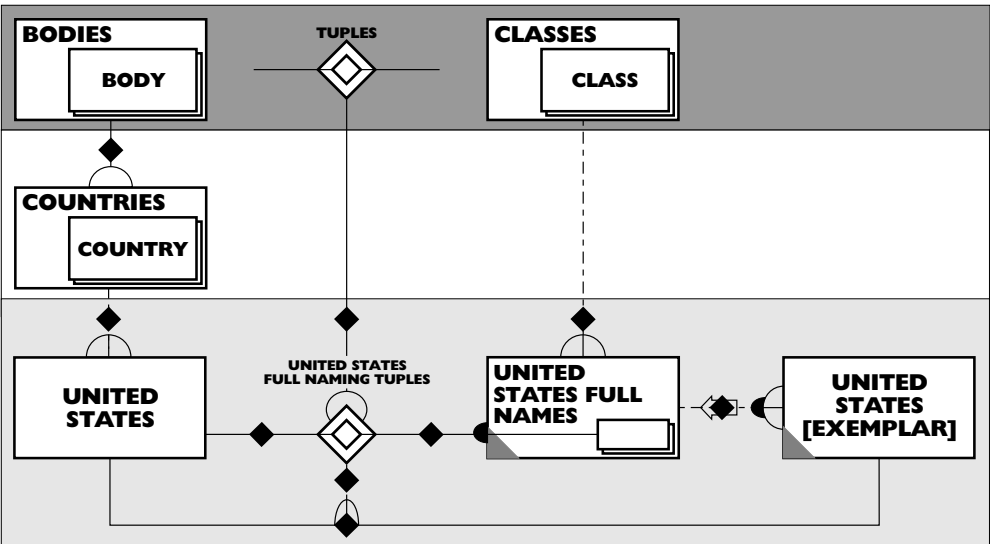 BODIES
BODY
TUPLES
CLASSES
CLASS
COUNTRIES
COUNTRY
UNITED
STATES
UNITED STATES
FULL NAMING TUPLES
UNITED
STATES FULL
NAMES
UNITED
STATES
[EXEMPLAR]